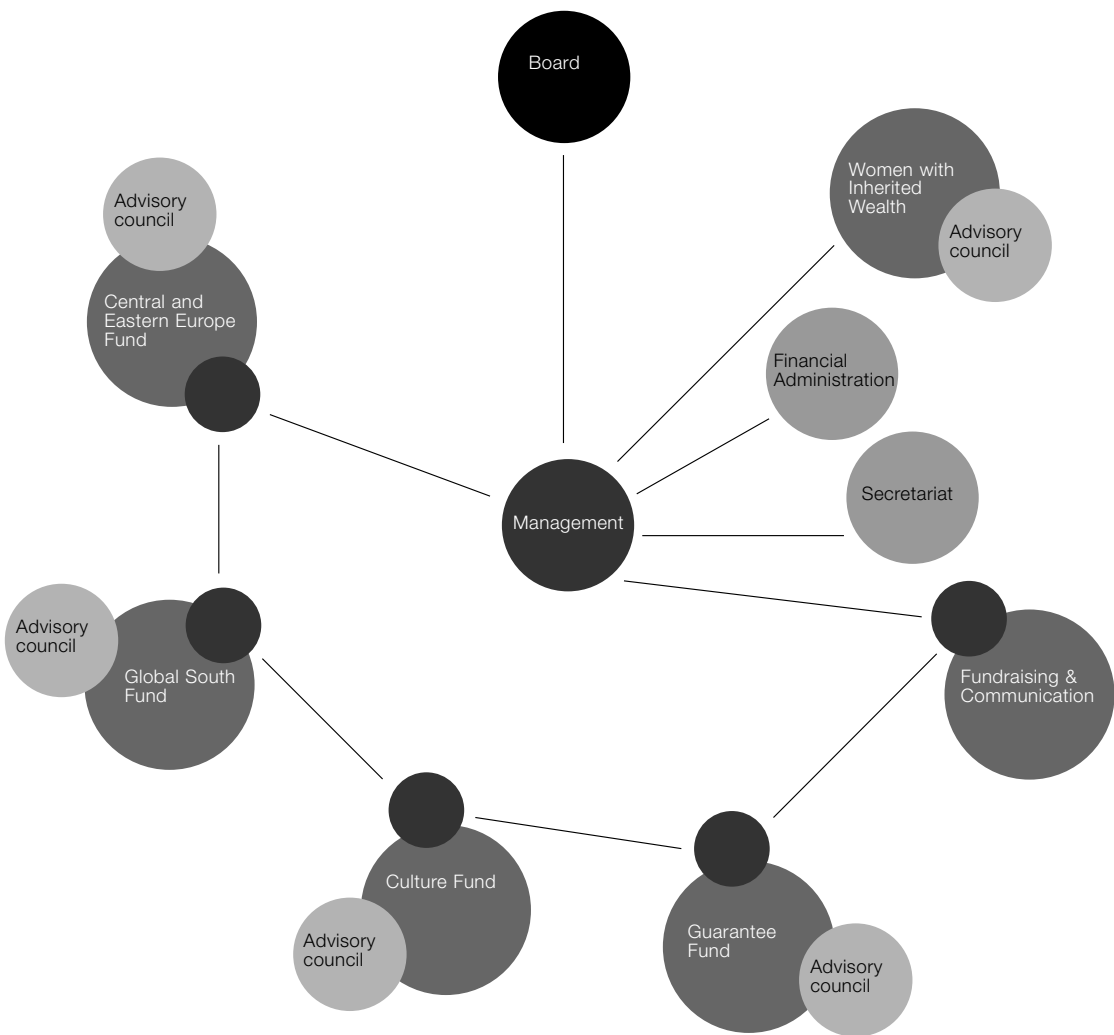 Board
Women with
Inherited
Wealth
Advisory
council
Advisory
council
Central and
Eastern Europe
Fund
Financial
Administration
Secretariat
Management
Advisory
council
Global South
Fund
Fundraising &
Communication
Culture Fund
Advisory
council
Guarantee
Fund
Advisory
council